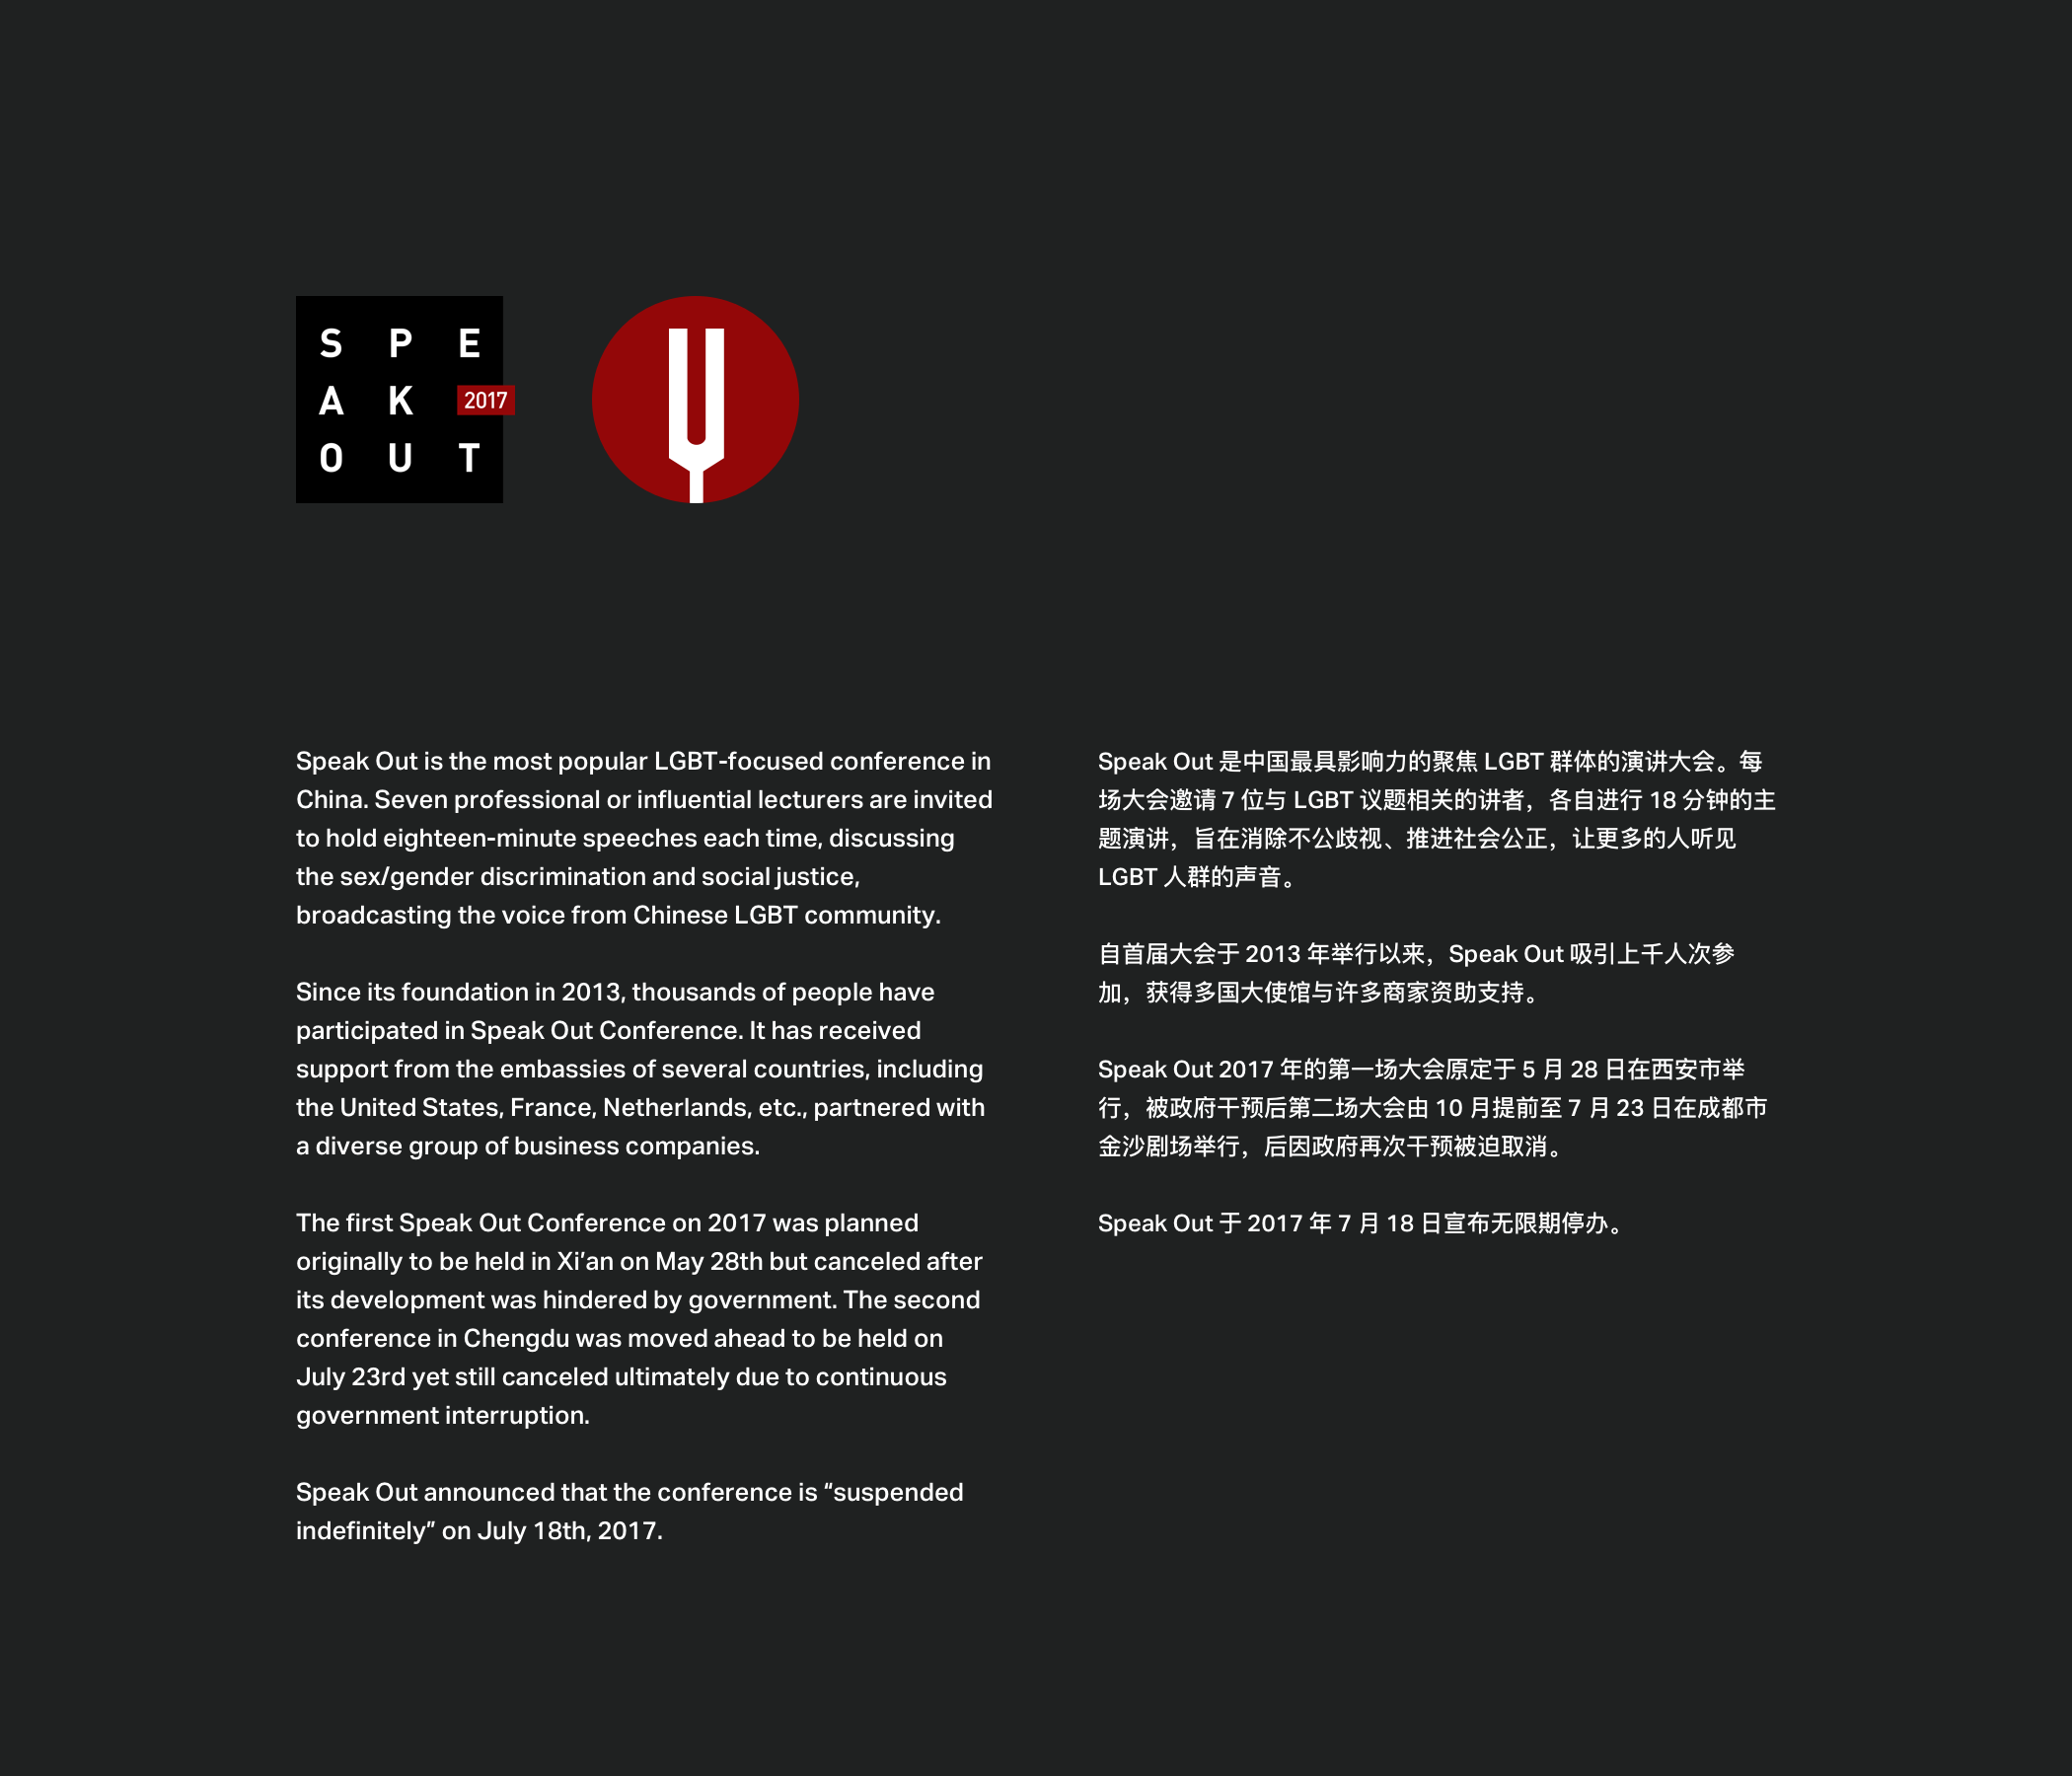 S P E
A K 2017
O U T
Speak Out is the most popular LGBT-focused conference in
China. Seven professional or influential lecturers are invited
to hold eighteen-minute speeches each time, discussing
the sex/gender discrimination and social justice,
broadcasting the voice from Chinese LGBT community.
Since its foundation in 2013, thousands of people have
participated in Speak Out Conference. It has received
support from the embassies of several countries, including
the United States, France, Netherlands, etc., partnered with
a diverse group of business companies.
The first Speak Out Conference on 2017 was planned
originally to be held in Xi’an on May 28th but canceled after
its development was hindered by government. The second
conference in Chengdu was moved ahead to be held on
July 23rd yet still canceled ultimately due to continuous
government interruption.
Speak Out announced that the conference is “suspended
indefinitely” on July 18th, 2017.
Speak Out 是中国最具影响力的聚焦 LGBT 群体的演讲大会。每
场大会邀请 7 位与 LGBT 议题相关的讲者，各自进行 18 分钟的主
题演讲，旨在消除不公歧视、推进社会公正，让更多的人听见
LGBT 人群的声音。
自首届大会于 2013 年举行以来，Speak Out 吸引上千人次参
加，获得多国大使馆与许多商家资助支持。
Speak Out 2017 年的第一场大会原定于 5 月 28 日在西安市举
行，被政府干预后第二场大会由 10 月提前至 7 月 23 日在成都市
金沙剧场举行，后因政府再次干预被迫取消。
Speak Out 于 2017 年 7 月 18 日宣布无限期停办。